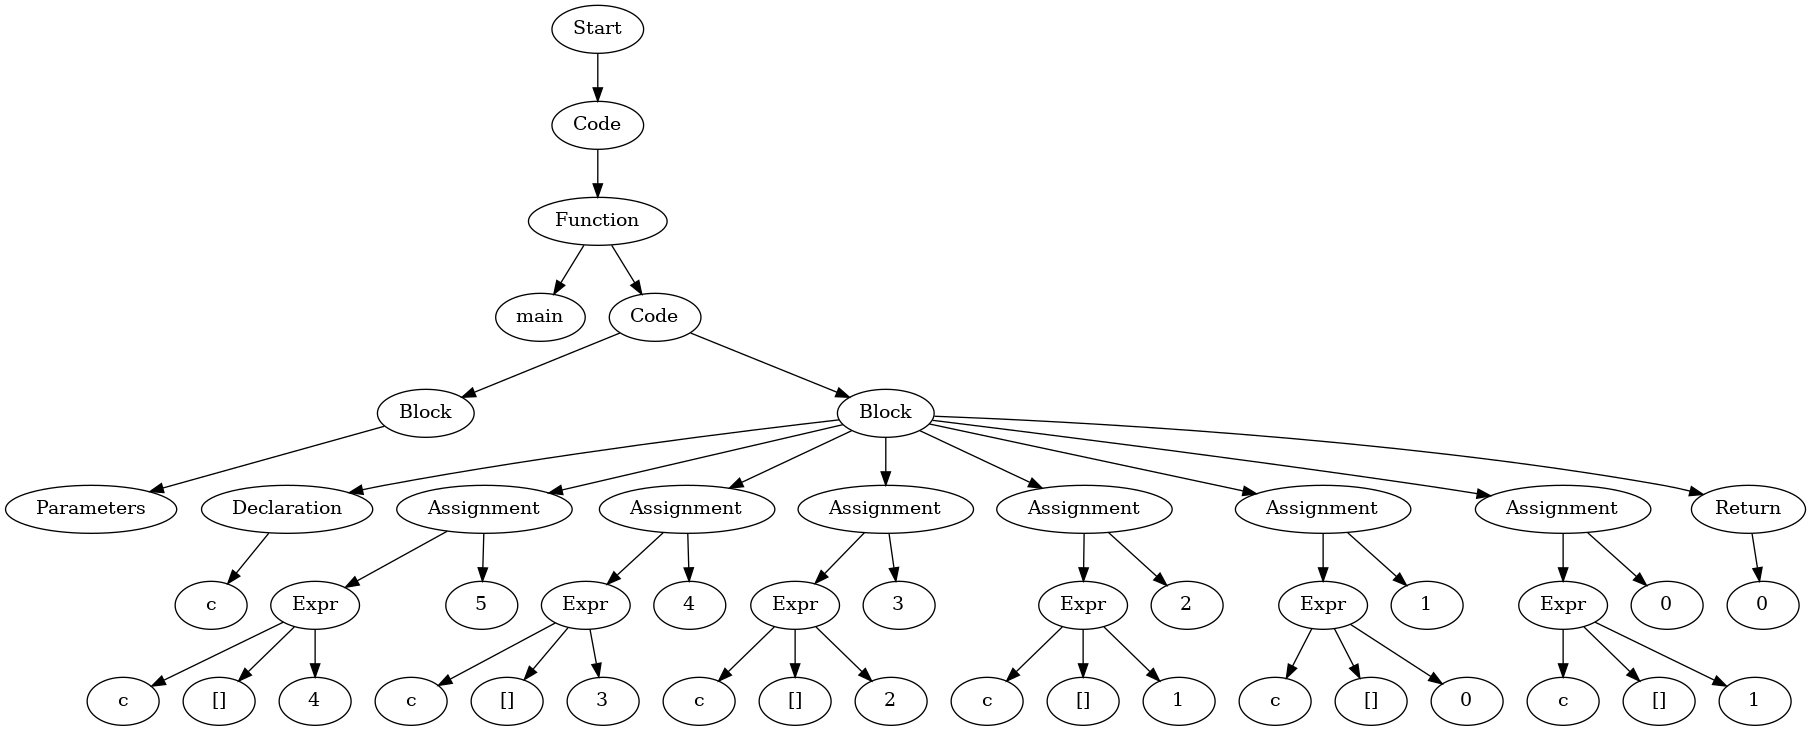 Start
Code
Function
main Code
Block Block
Parameters Declaration Assignment Assignment Assignment Assignment Assignment Assignment Return
c Expr 5 Expr 4 Expr 3 Expr 2 Expr 1 Expr 0 0
c [] 4 c [] 3 c [] 2 c [] 1 c [] 0 c [] 1